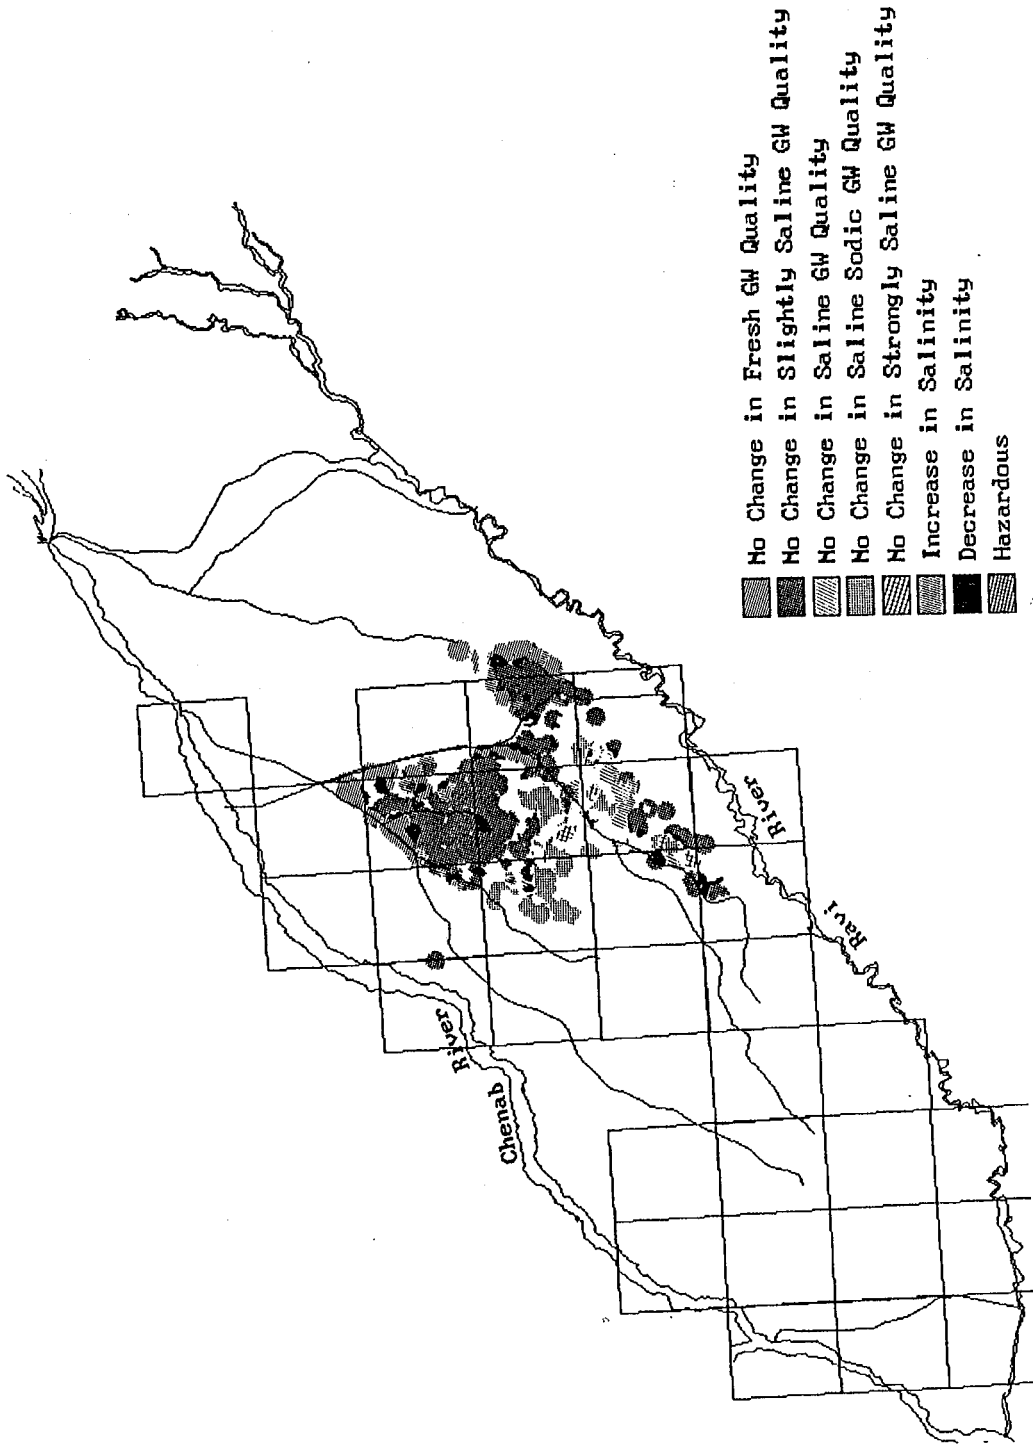 Chenab
River
Ravi
River
No Change in Fresh GW Quality
No Change in Slightly Saline GW Quality
No Change in Saline GW Quality
No Change in Saline Sodic GW Quality
No Change in Strongly Saline GW Quality
Increase in Salinity
Decrease in Salinity
Hazardous